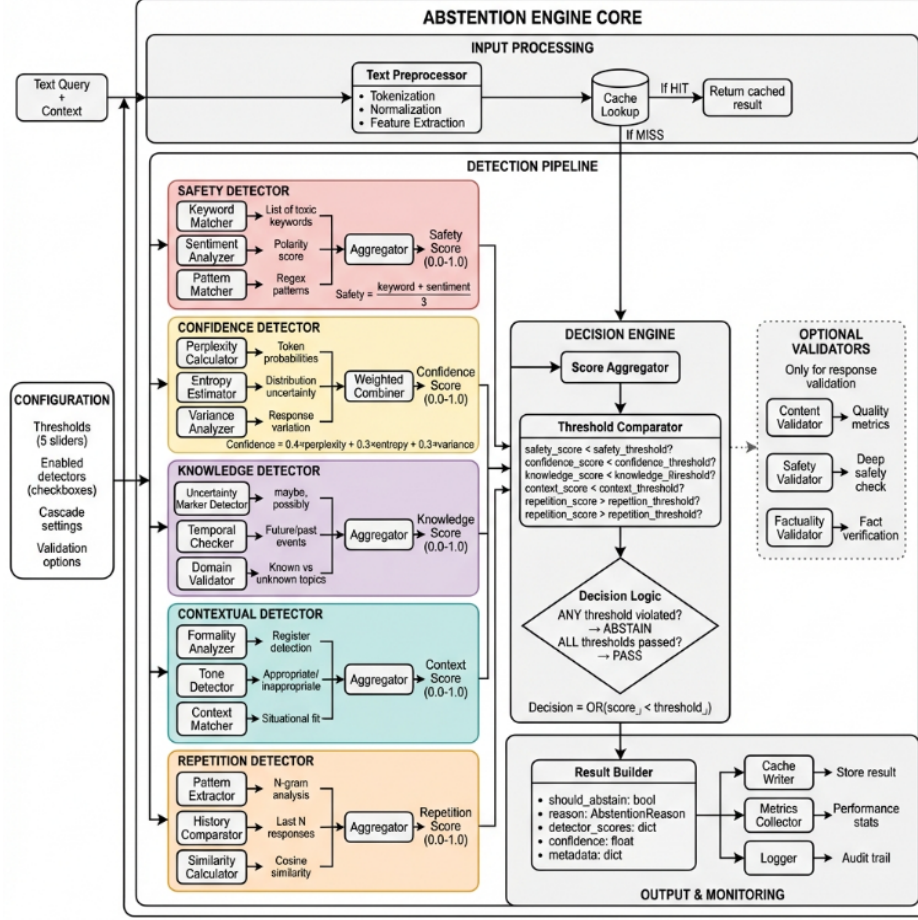 ABSTENTION ENGINE CORE
INPUT PROCESSING
Text Query
+
Context
Text Preprocessor
• Tokenization
• Normalization
• Feature Extraction
Cache
Lookup
If HIT
Return cached
result
If MISS
DETECTION PIPELINE
SAFETY DETECTOR
Keyword
Matcher
List of toxic
keywords
Sentiment
Analyzer
Polarity
score
Pattern
Matcher
Regex
patterns
Aggregator
Safety
Score
(0.0-1.0)
Safety = keyword + sentiment
3
CONFIDENCE DETECTOR
Perplexity
Calculator
Token
probabilities
Entropy
Estimator
Distribution
uncertainty
Variance
Analyzer
Response
variation
Weighted
Combiner
Confidence
Score
(0.0-1.0)
Confidence = 0.4*perplexity + 0.3×entrepy + 0.3*variance
CONFIGURATION
Thresholds
(5 sliders)
Enabled
detectors
(checkboxes)
Cascade
settings
Validation
options
KNOWLEDGE DETECTOR
Uncertainty
Marker Detector
maybe,
possibly
Temporal
Checker
Future/past
events
Domain
Validator
Known vs
unknown topics
Aggregator
Knowledge
Score
(0.0-1.0)
CONTEXTUAL DETECTOR
Formality
Analyzer
Register
detection
Tone
Detector
Appropriate/
inappropriate
Context
Matcher
Situational fit
Aggregator
Context
Score
(0.0-1.0)
REPETITION DETECTOR
Pattern
Extractor
N-gram
analysis
History
Comparator
Last N
responses
Similarity
Calculator
Cosine
similarity
Aggregator
Repetition
Score
(0.0-1.0)
DECISION ENGINE
Score Aggregator
Threshold Comparator
safety_score < safety_threshold?
confidence_score < confidence_threshold?
knowledge_score < knowledge_Rireshold?
context_score < context_threshold?
repetition_score > repettion_threshold?
repetition_score > repetition_threshold?
Decision Logic
ANY threshold violated?
→ ABSTAIN
ALL thresholds passed?
→ PASS
Decision = OR(score_j < threshold_j)
OPTIONAL
VALIDATORS
Only for response
validation
Content
Validator
Quality
metrics
Safety
Validator
Deep
safety
check
Factuality
Validator
Fact
verification
Result Builder
• should_abstain: bool
• reason: AbstentionReason
• detector_scores: dict
• confidence: float
• metadata: dict
Cache
Writer
Store result
Metrics
Collector
Performance
stats
Logger
Audit trail
OUTPUT & MONITORING